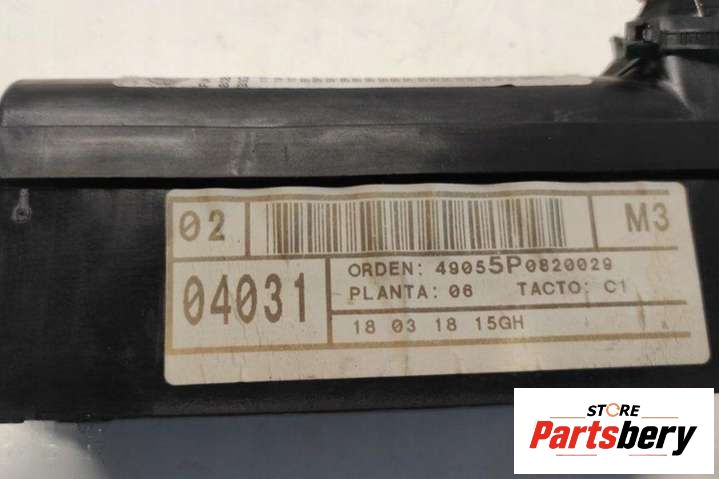 02 M3
04031
ORDEN: 49055P0820029
PLANTA: 06 TACTO: C1
18 03 18 15GH
STORE
Partsbery